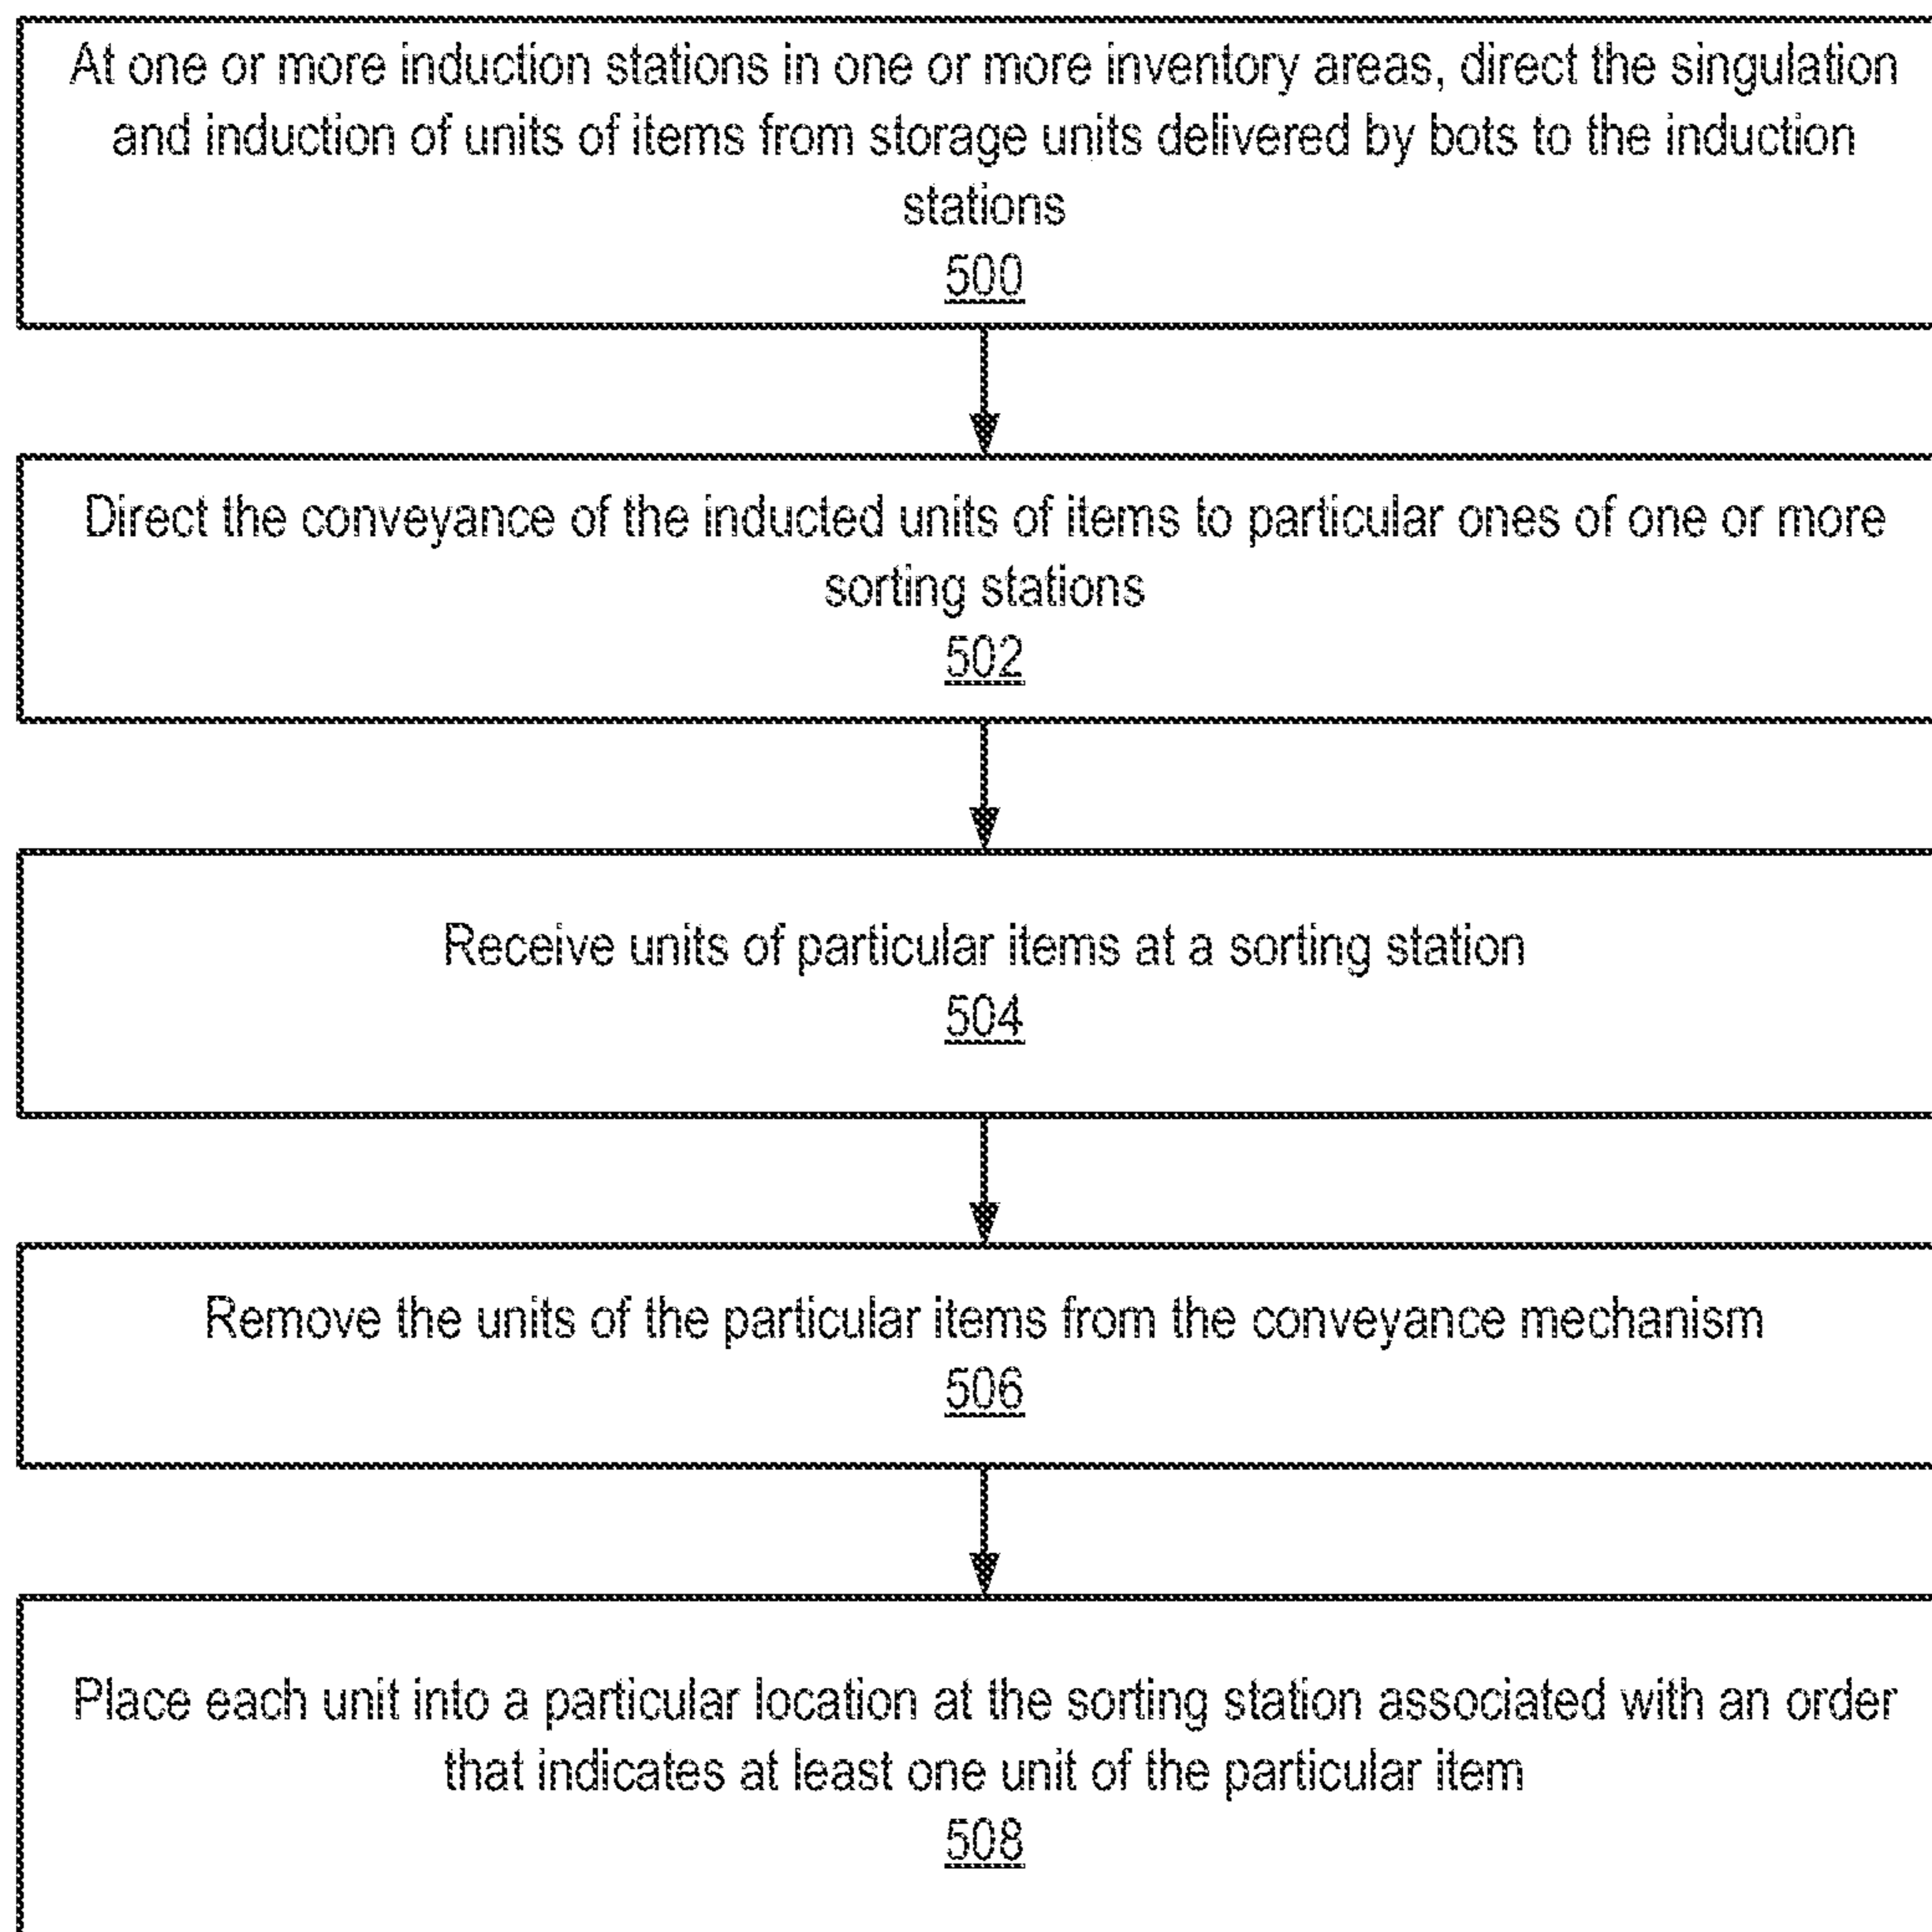 At one or more induction stations in one or more inventory areas, direct the singulation
and induction of units of items from storage units delivered by bots to the induction
stations
500
Direct the conveyance of the inducted units of items to particular ones of one or more
sorting stations
502
Receive units of particular items at a sorting station
504
Remove the units of the particular items from the conveyance mechanism
506
Place each unit into a particular location at the sorting station associated with an order
that indicates at least one unit of the particular item
508